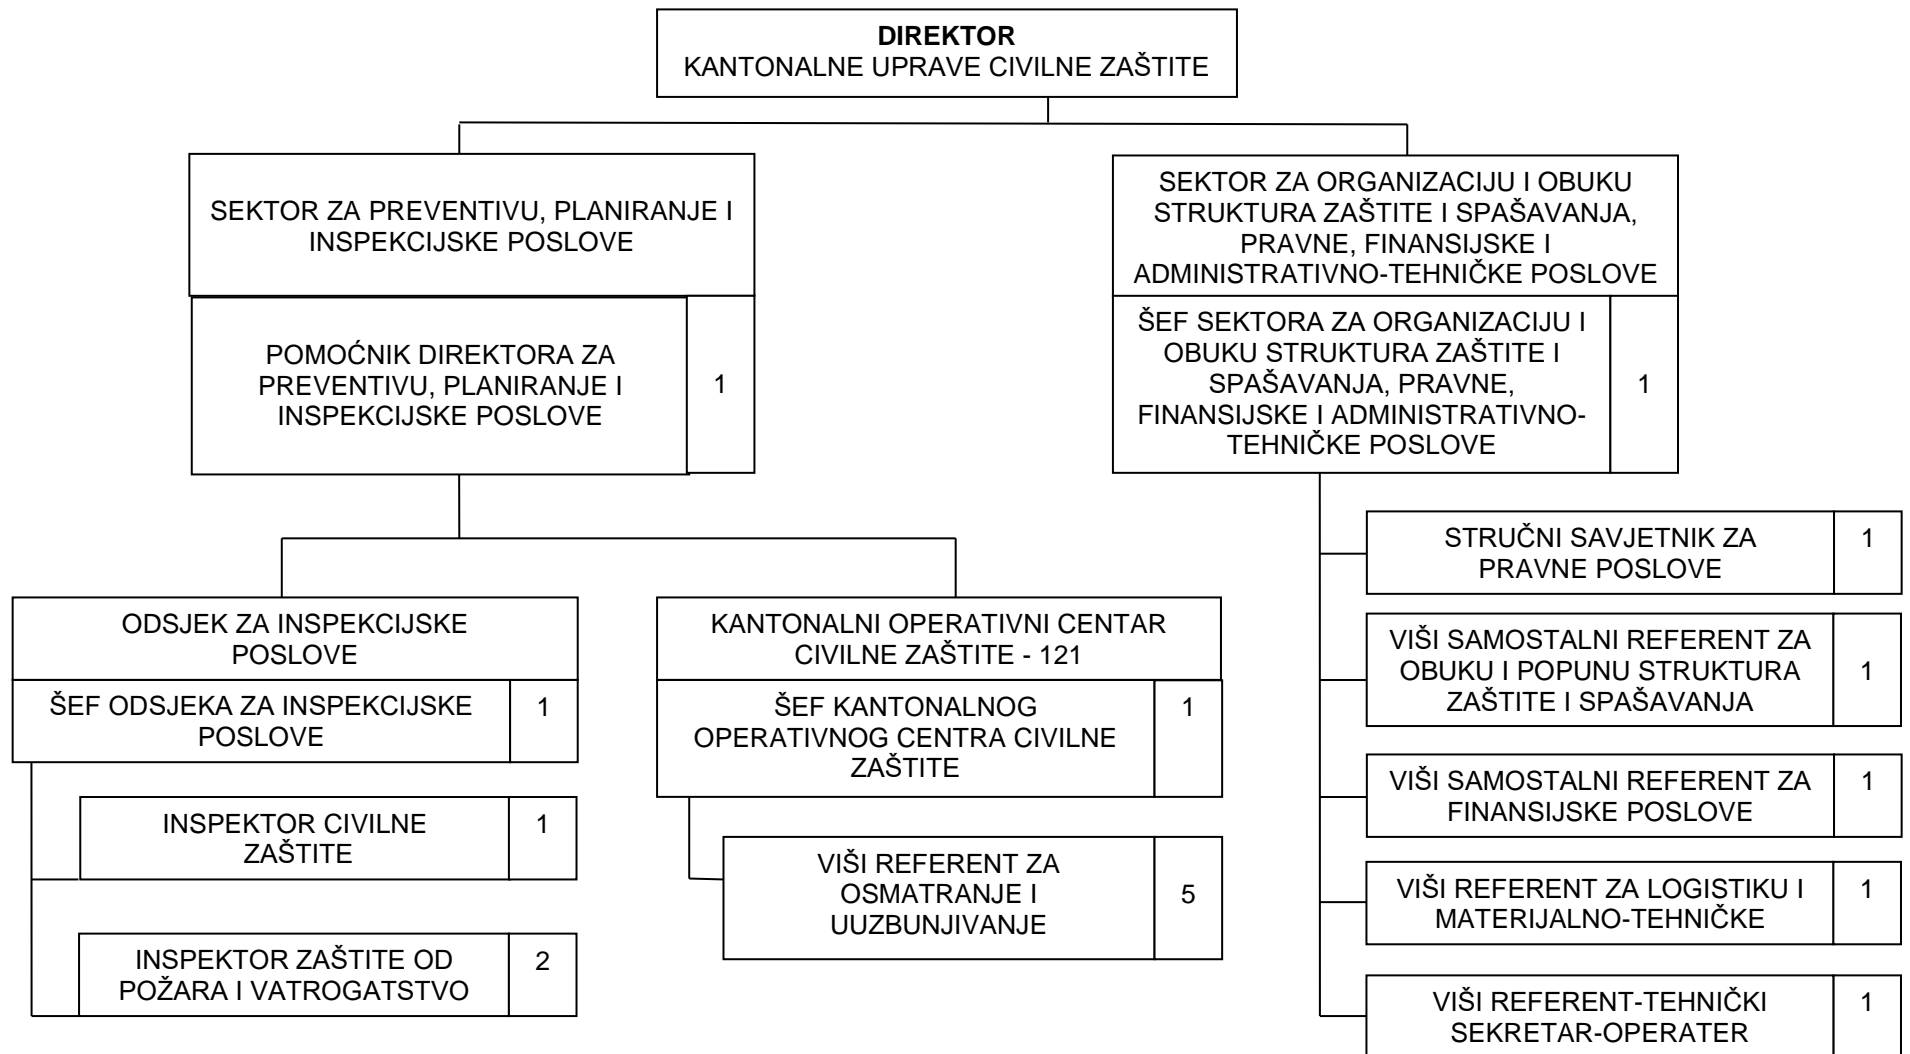 DIREKTOR
KANTONALNE UPRAVE CIVILNE ZAŠTITE
SEKTOR ZA PREVENTIVU, PLANIRANJE I
INSPEKCIJSKE POSLOVE
POMOĆNIK DIREKTORA ZA
PREVENTIVU, PLANIRANJE I
INSPEKCIJSKE POSLOVE
1
SEKTOR ZA ORGANIZACIJU I OBUKU
STRUKTURA ZAŠTITE I SPAŠAVANJA,
PRAVNE, FINANSIJSKE I
ADMINISTRATIVNO-TEHNIČKE POSLOVE
ŠEF SEKTORA ZA ORGANIZACIJU I
OBUKU STRUKTURA ZAŠTITE I
SPAŠAVANJA, PRAVNE,
FINANSIJSKE I ADMINISTRATIVNO-
TEHNIČKE POSLOVE
1
ODSJEK ZA INSPEKCIJSKE
POSLOVE
ŠEF ODSJEKA ZA INSPEKCIJSKE
POSLOVE
1
INSPEKTOR CIVILNE
ZAŠTITE
1
INSPEKTOR ZAŠTITE OD
POŽARA I VATROGATSTVO
2
KANTONALNI OPERATIVNI CENTAR
CIVILNE ZAŠTITE - 121
ŠEF KANTONALNOG
OPERATIVNOG CENTRA CIVILNE
ZAŠTITE
1
VIŠI REFERENT ZA
OSMATRANJE I
UUZBUNJIVANJE
5
STRUČNI SAVJETNIK ZA
PRAVNE POSLOVE
1
VIŠI SAMOSTALNI REFERENT ZA
OBUKU I POPUNU STRUKTURA
ZAŠTITE I SPAŠAVANJA
1
VIŠI SAMOSTALNI REFERENT ZA
FINANSIJSKE POSLOVE
1
VIŠI REFERENT ZA LOGISTIKU I
MATERIJALNO-TEHNIČKE
1
VIŠI REFERENT-TEHNIČKI
SEKRETAR-OPERATER
1